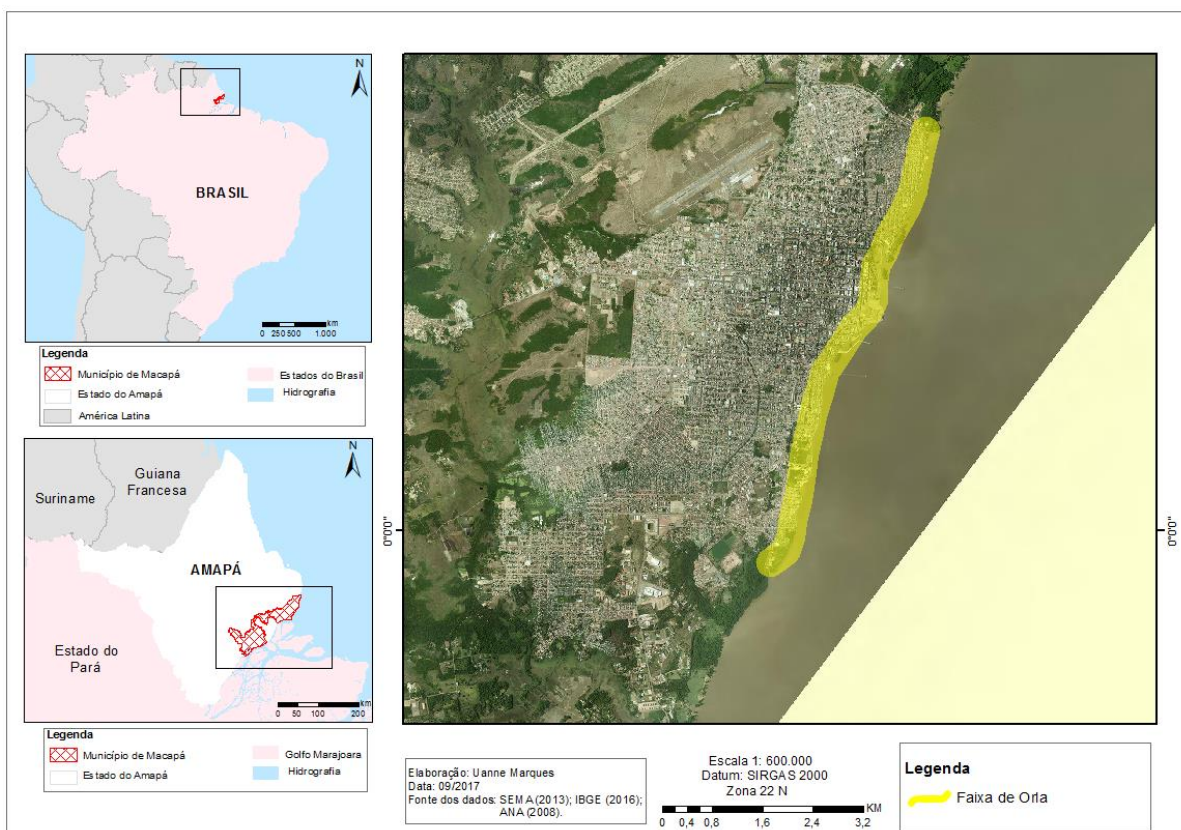 N
BRASIL
km
0 250 500 1.000
Legenda
Município de Macapá
Estado do Amapá
América Latina
Estados do Brasil
Hidrografia
N
Suriname
Guiana
Francesa
AMAPÁ
Estado do
Pará
km
0 50 100 200
Legenda
Município de Macapá
Estado do Amapá
Golfo Marajoara
Hidrografia
0°0'0"
0°0'0"
Elaboração: Uanne Marques
Data: 09/2017
Fonte dos dados: SEMA (2013); IBGE (2016);
ANA (2008).
Escala 1: 600.000
Datum: SIRGAS 2000
Zona 22 N
KM
0 0,4 0,8 1,6 2,4 3,2
Legenda
Faixa de Orla